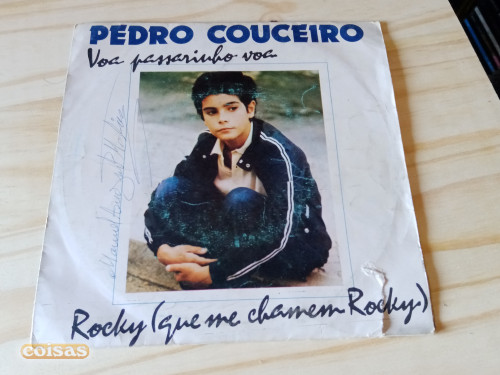 PEDRO COUCEIRO
Voa passarinho voa
Rocky (que me chamem Rocky)
coisas